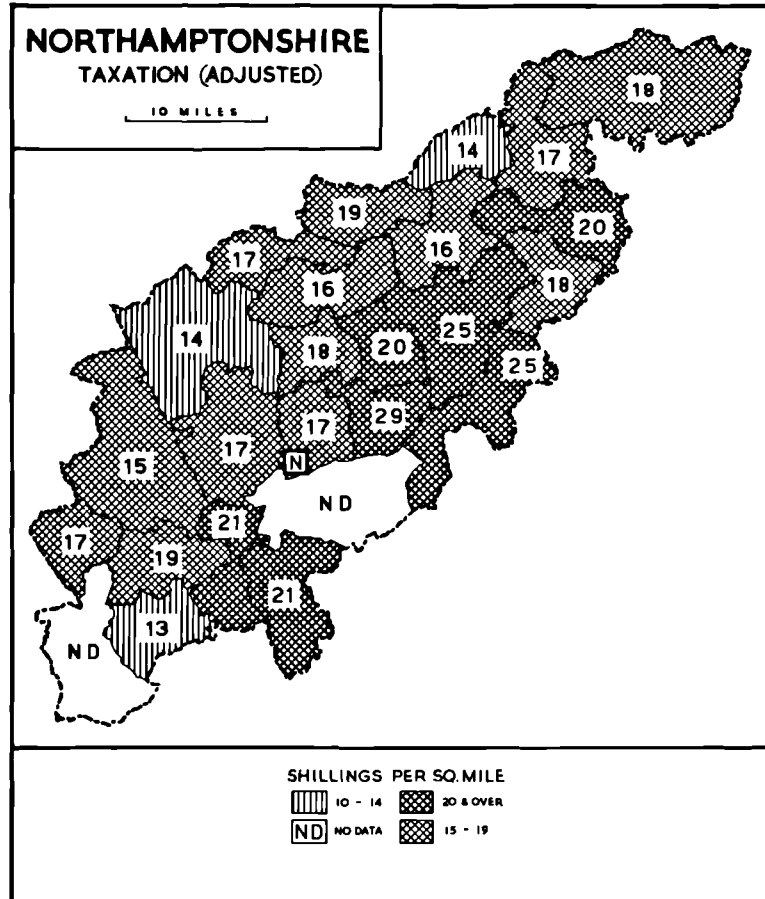 NORTHAMPTONSHIRE
TAXATION (ADJUSTED)
10 MILES
18
14
17
19
20
17
16
16
18
14
25
18
20
25
29
17
17
15
N
ND
21
17
19
21
13
ND
SHILLINGS PER SQ. MILE
10 - 14
20 & OVER
ND NO DATA
15 - 19